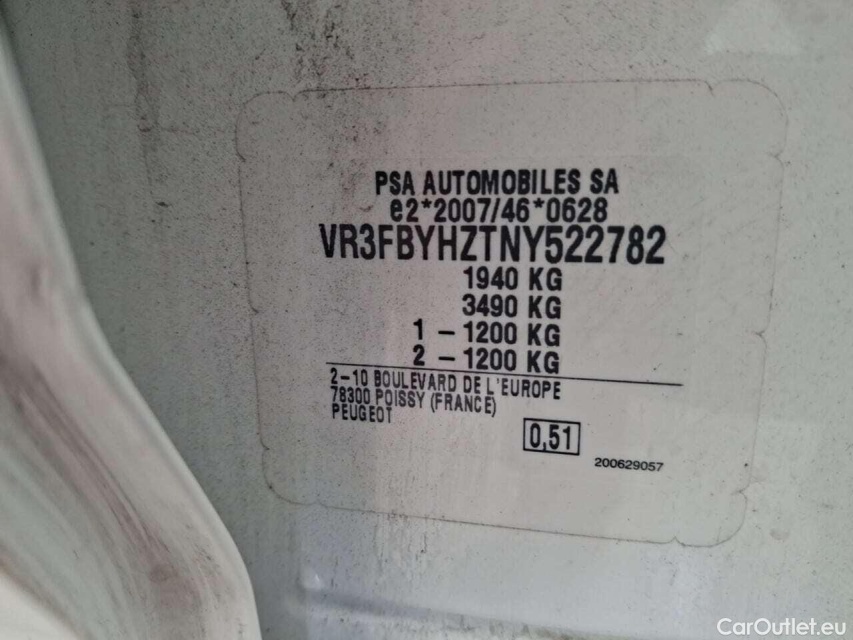 PSA AUTOMOBILES SA
e2*2007/46*0628
VR3FBYHZTNY522782
1940 KG
3490 KG
1 – 1200 KG
2 – 1200 KG
2–10 BOULEVARD DE L'EUROPE
78300 POISSY (FRANCE)
PEUGEOT
0,51
200629057
CarOutlet.eu